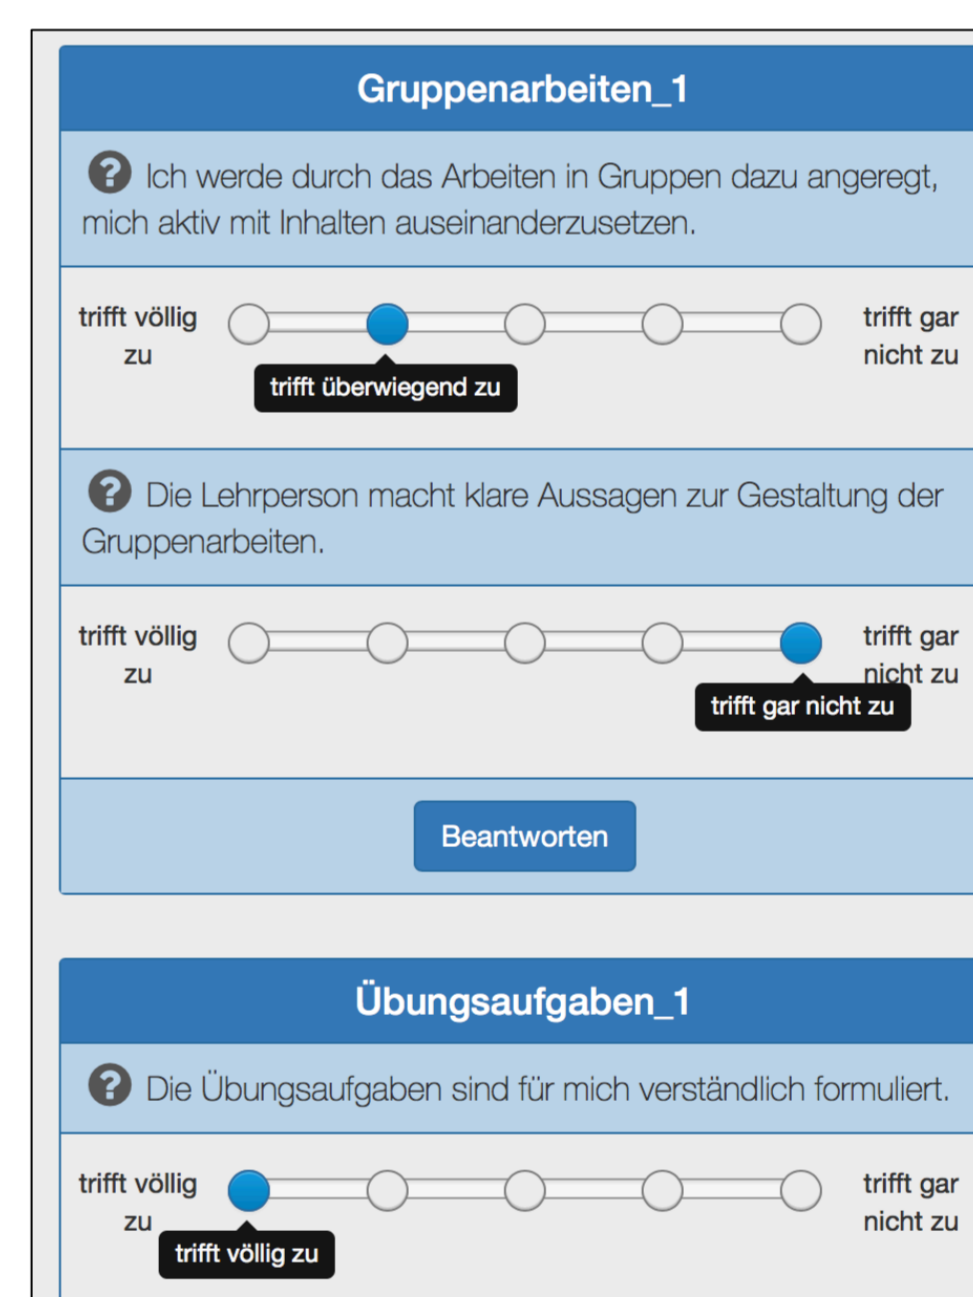 Gruppenarbeiten_1
Ich werde durch das Arbeiten in Gruppen dazu angeregt,
mich aktiv mit Inhalten auseinanderzusetzen.
trifft völlig
zu
trifft gar
nicht zu
trifft überwiegend zu
Die Lehrperson macht klare Aussagen zur Gestaltung der
Gruppenarbeiten.
trifft völlig
zu
trifft gar
nicht zu
trifft gar nicht zu
Beantworten
Übungsaufgaben_1
Die Übungsaufgaben sind für mich verständlich formuliert.
trifft völlig
zu
trifft gar
nicht zu
trifft völlig zu